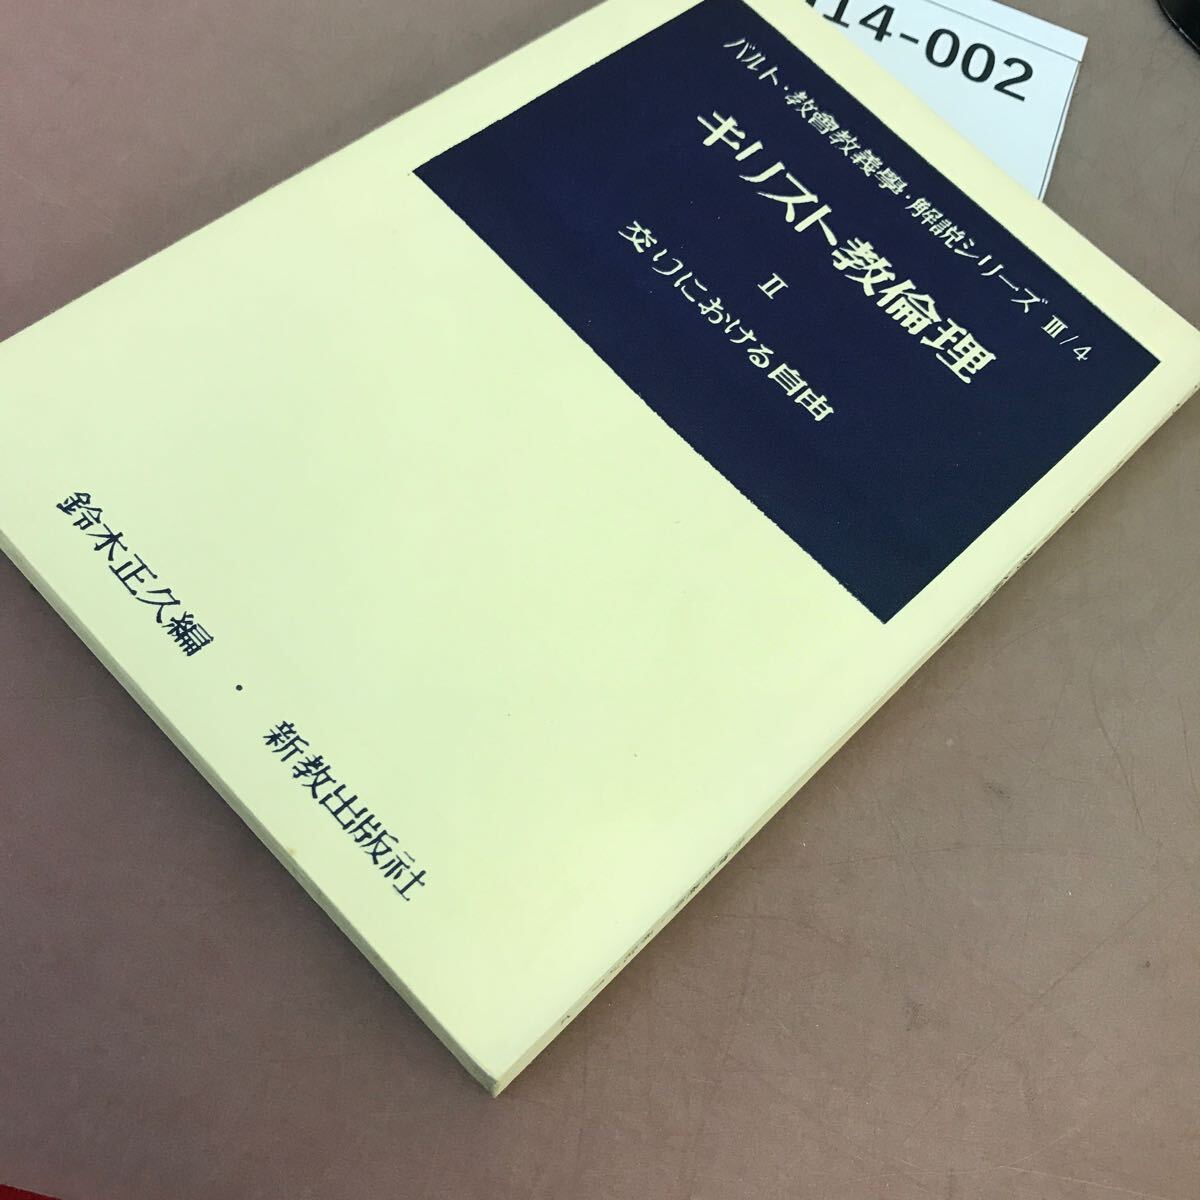 14-002
バルト・教會教義學・解説シリーズ III/4
キリスト教倫理
II
交りにおける自由
鈴木正久編・新教出版社